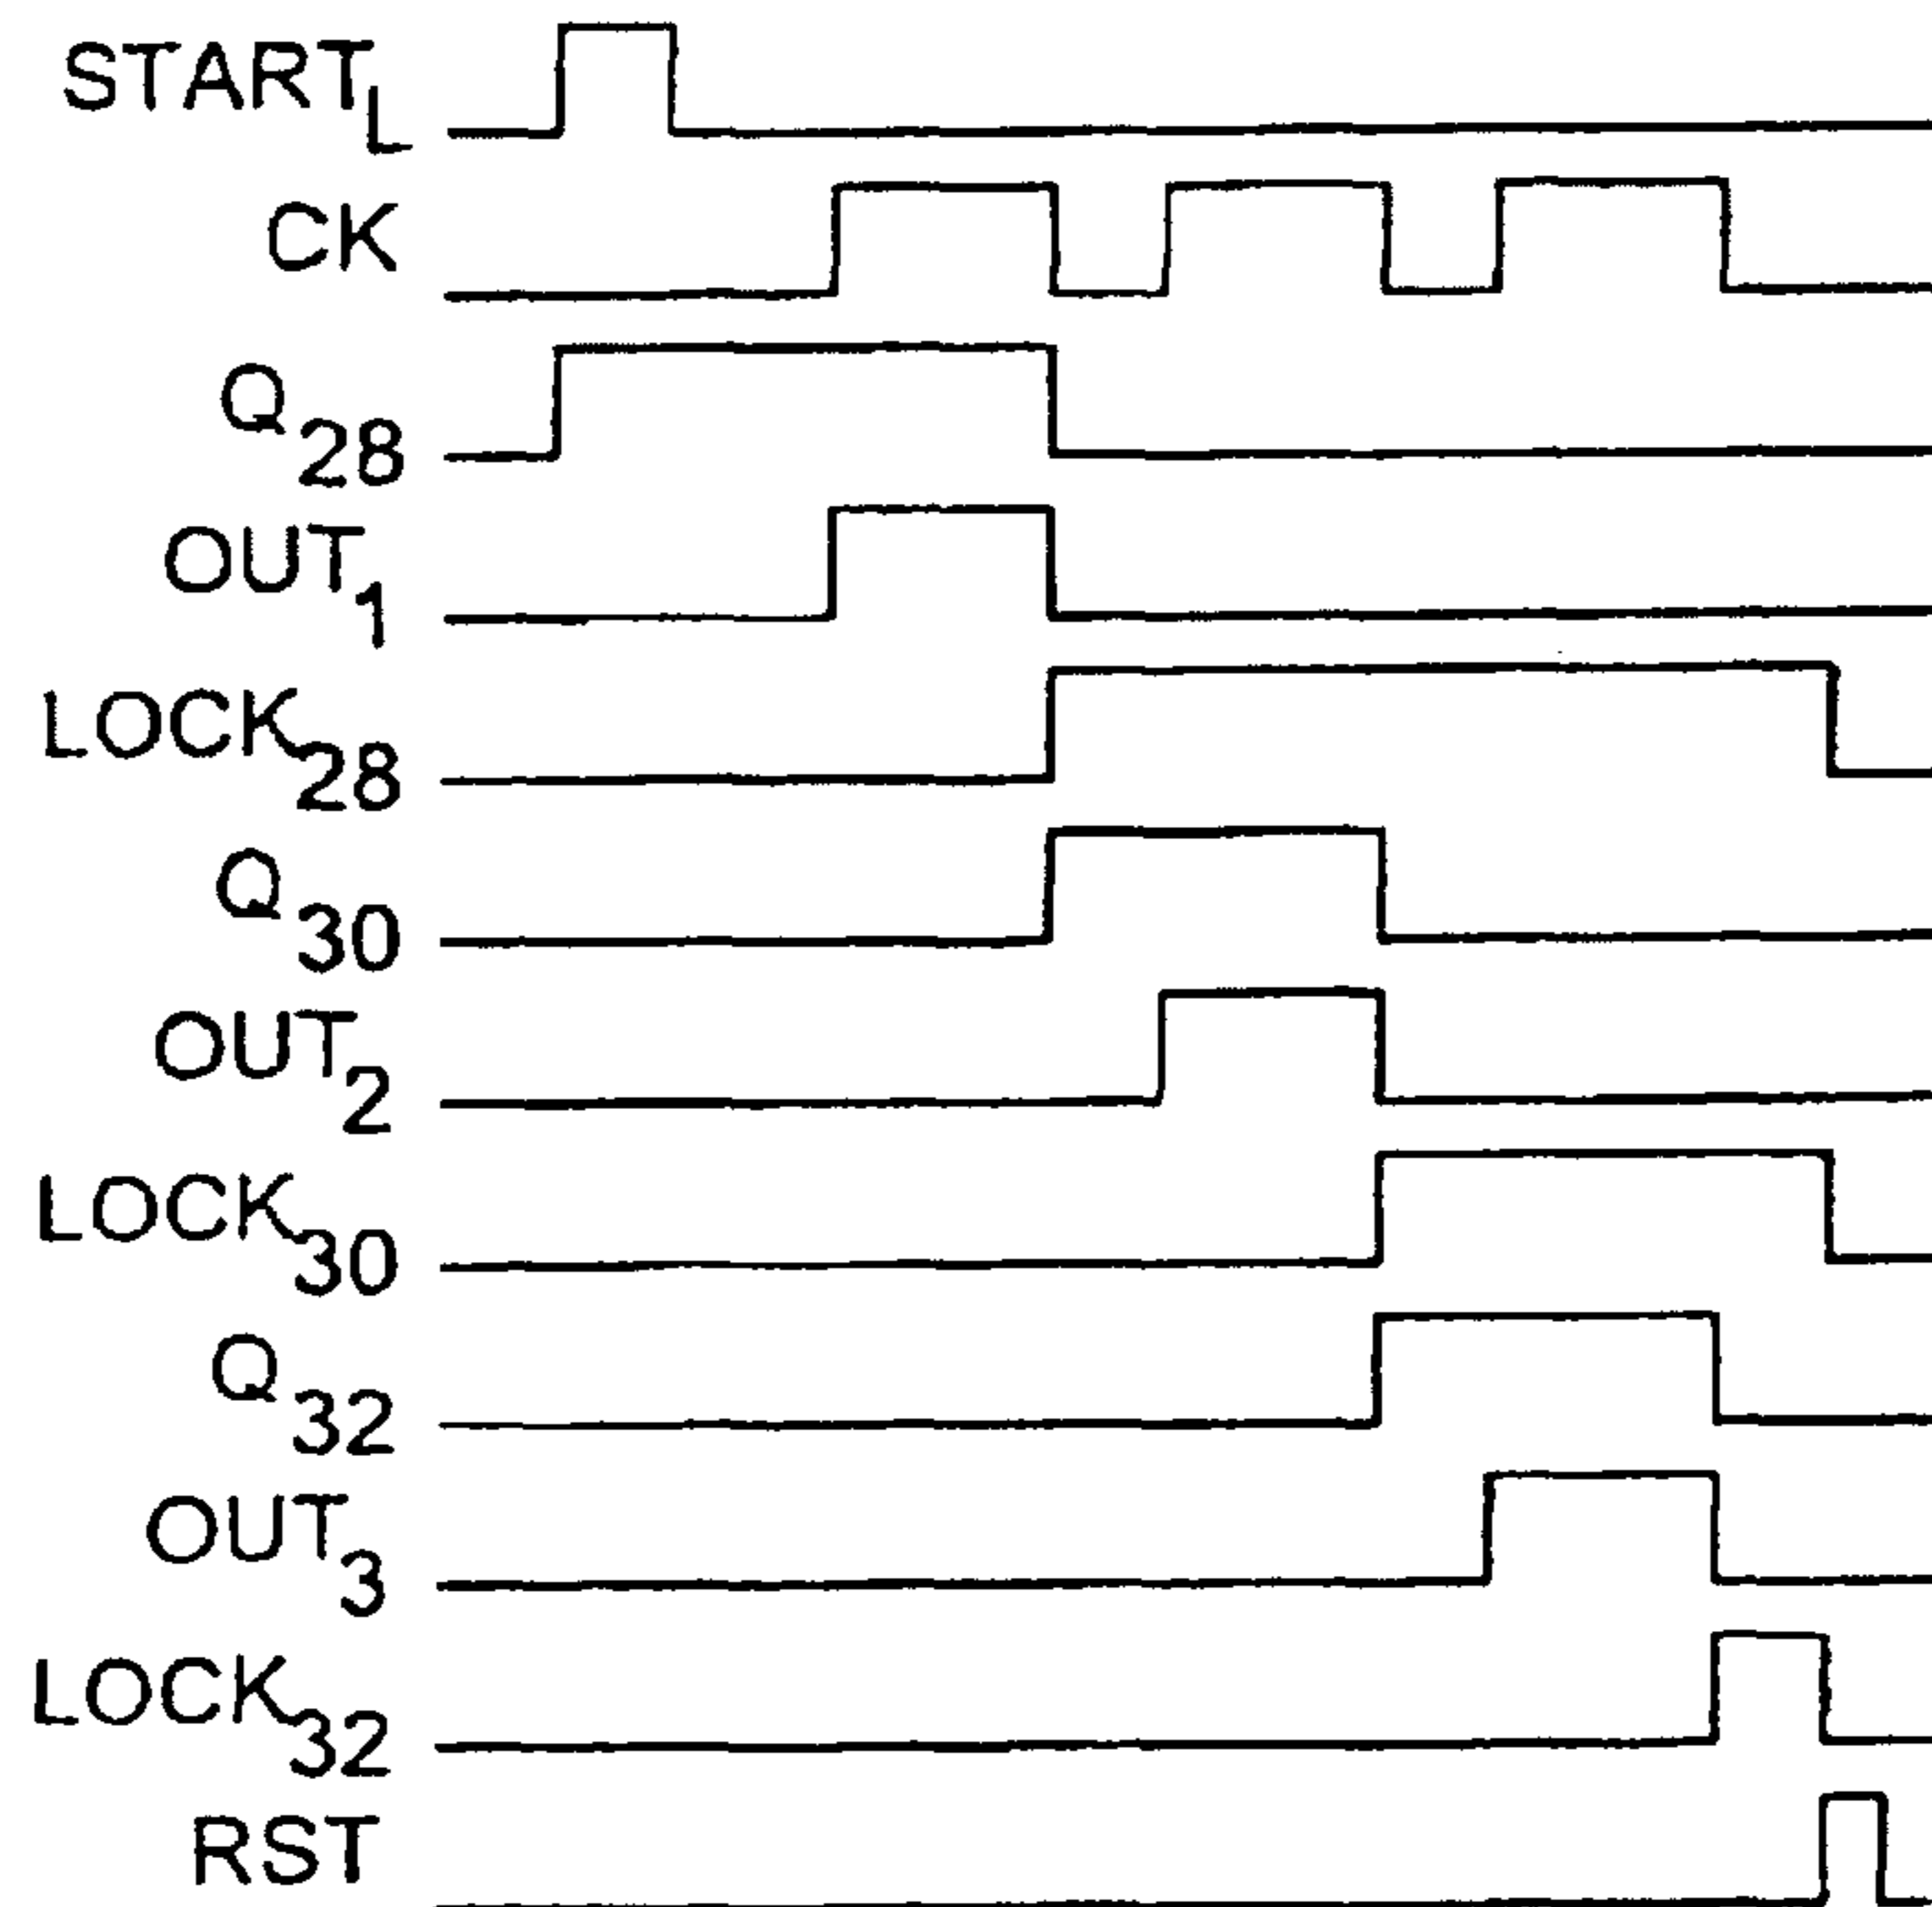 START_L
CK
Q_28
OUT_1
LOCK_28
Q_30
OUT_2
LOCK_30
Q_32
OUT_3
LOCK_32
RST